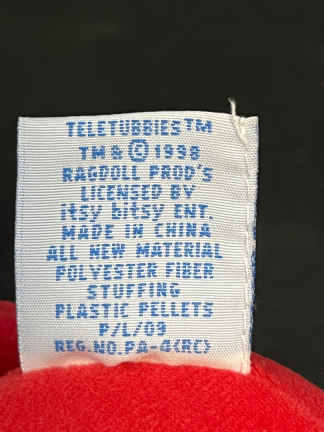 TELETUBBIES™
TM & © 1998
RAGDOLL PROD'S
LICENSED BY
itsy bitsy ENT.
MADE IN CHINA
ALL NEW MATERIAL
POLYESTER FIBER
STUFFING
PLASTIC PELLETS
P/L/09
REG.NO.PA-4(RC)